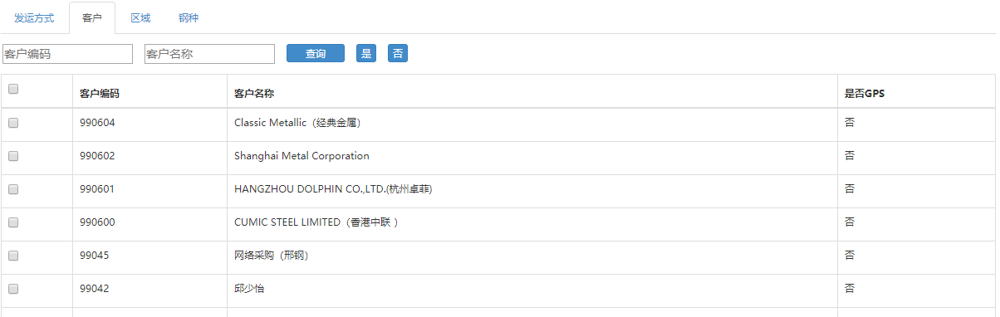 发运方式 客户 区域 钢种
客户编码 客户名称 查询 是 否
客户编码 客户名称 是否GPS
990604 Classic Metallic（经典金属） 否
990602 Shanghai Metal Corporation 否
990601 HANGZHOU DOLPHIN CO.,LTD.(杭州卓菲) 否
990600 CUMIC STEEL LIMITED（香港中联 ） 否
99045 网络采购（邢钢） 否
99042 邱少怡 否